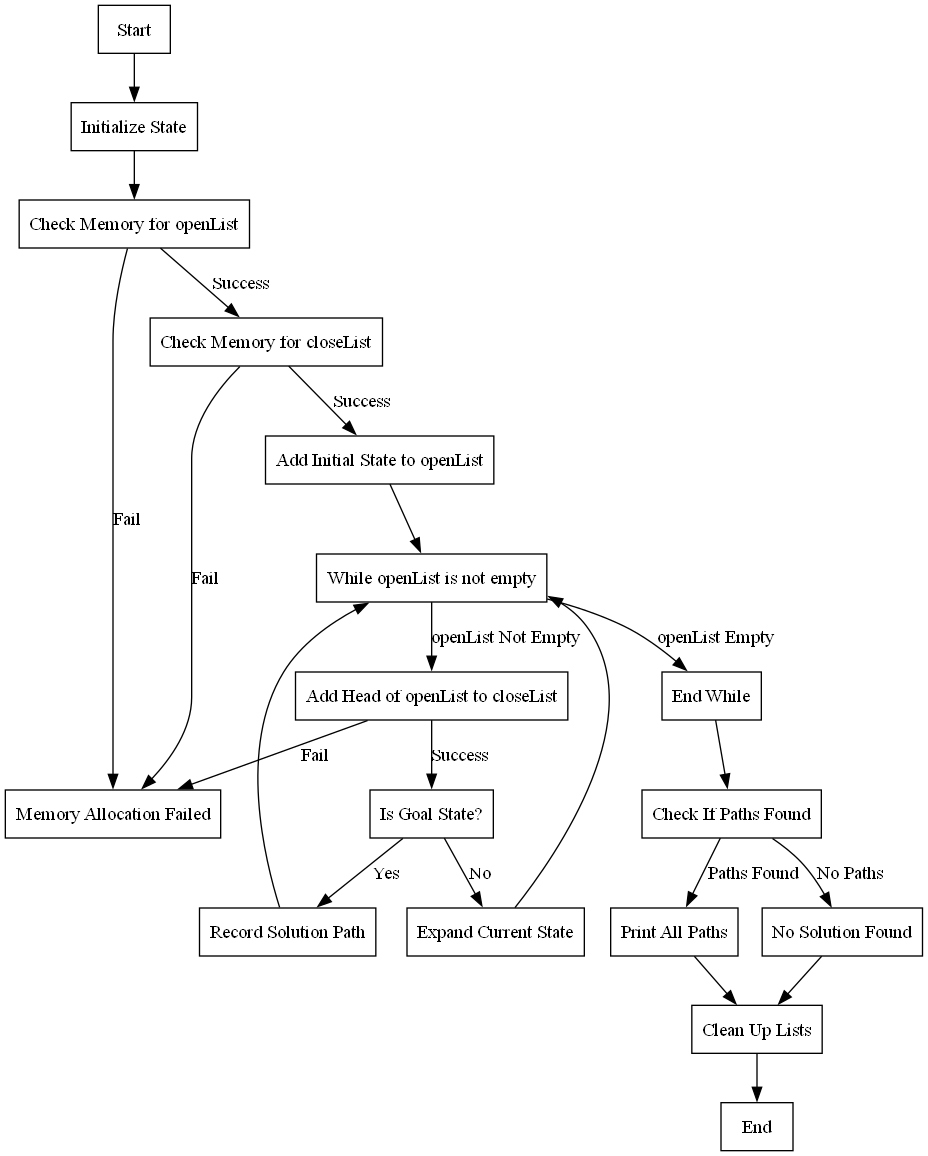 Start
Initialize State
Check Memory for openList
Success
Check Memory for closeList
Success
Add Initial State to openList
Fail
Fail
While openList is not empty
openList Not Empty
openList Empty
Add Head of openList to closeList
End While
Fail
Success
Memory Allocation Failed
Is Goal State?
Check If Paths Found
Yes
No
Paths Found
No Paths
Record Solution Path
Expand Current State
Print All Paths
No Solution Found
Clean Up Lists
End